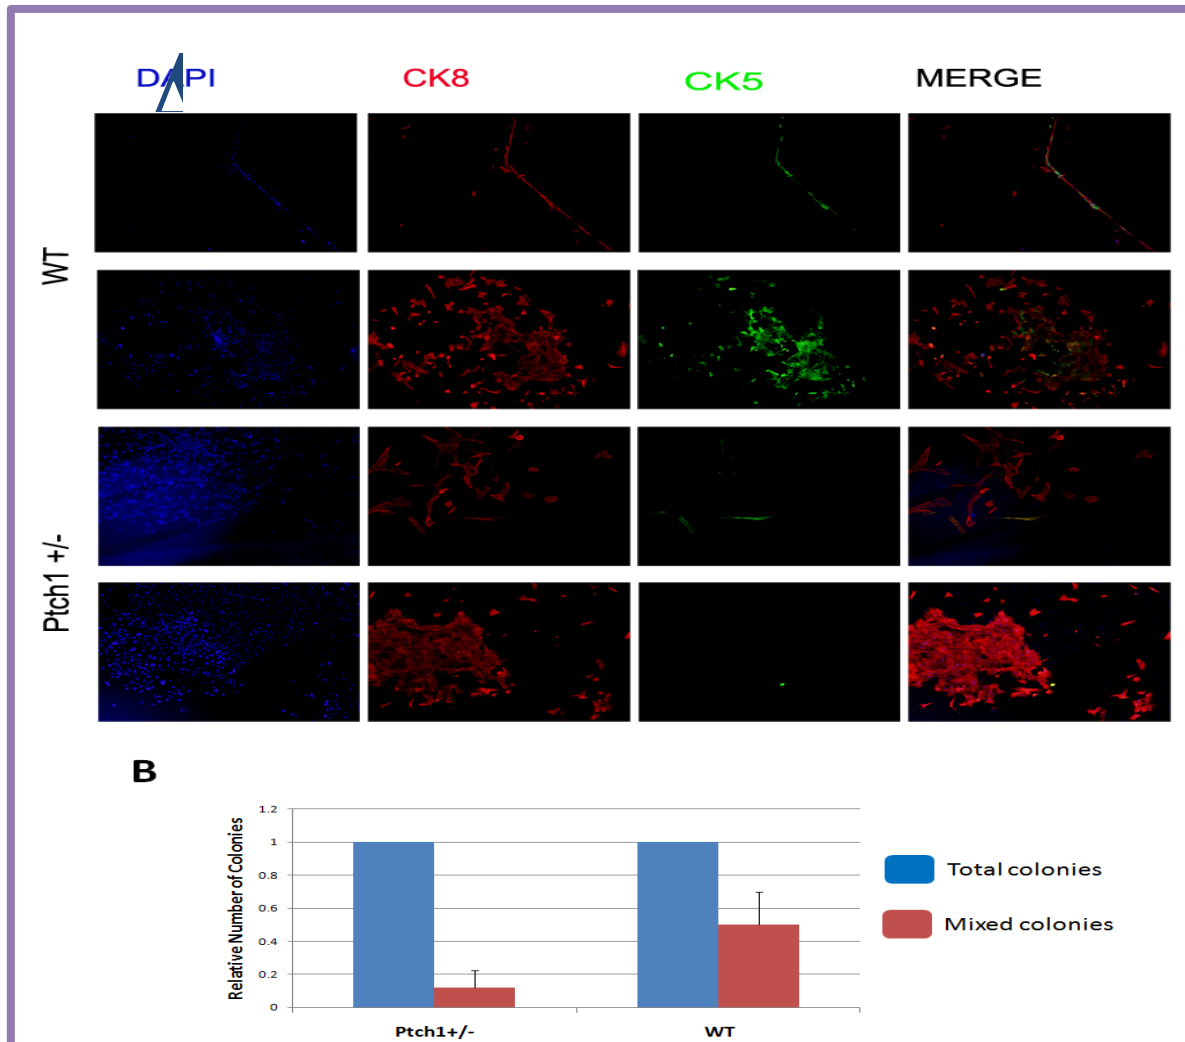 A
DAPI CK8 CK5 MERGE
WT
Ptch1 +/-
B
Relative Number of Colonies
1.2
1
0.8
0.6
0.4
0.2
0
Ptch1+/- WT
Total colonies
Mixed colonies